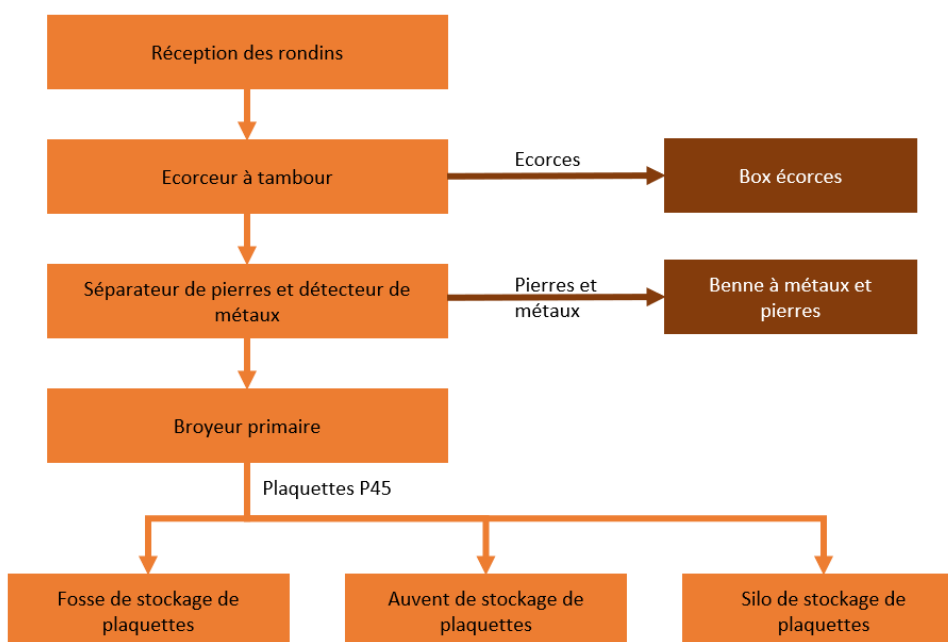 Réception des rondins
Ecorceur à tambour
Ecorces
Box écorces
Séparateur de pierres et détecteur de
métaux
Pierres et
métaux
Benne à métaux et
pierres
Broyeur primaire
Plaquettes P45
Fosse de stockage de
plaquettes
Auvent de stockage de
plaquettes
Silo de stockage de
plaquettes